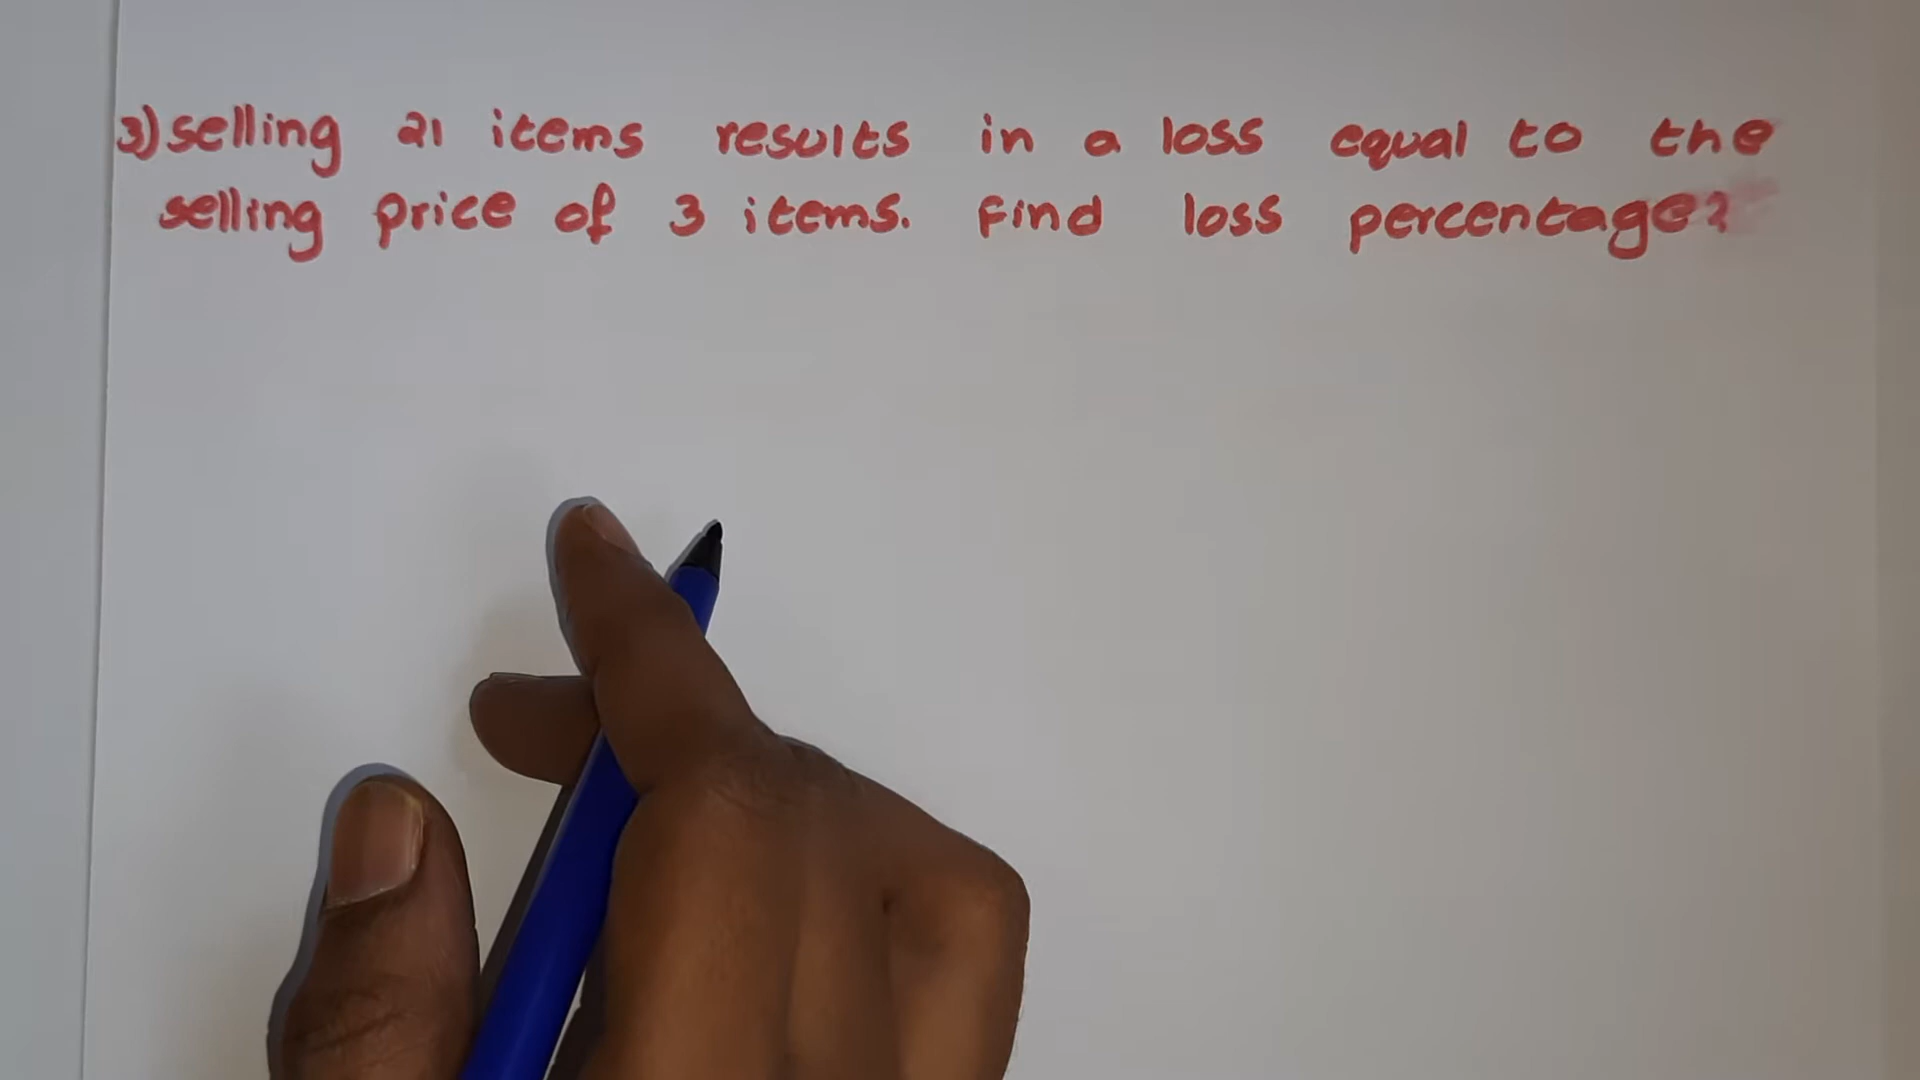 3) selling 21 items results in a loss equal to the
selling price of 3 items. Find loss percentage?